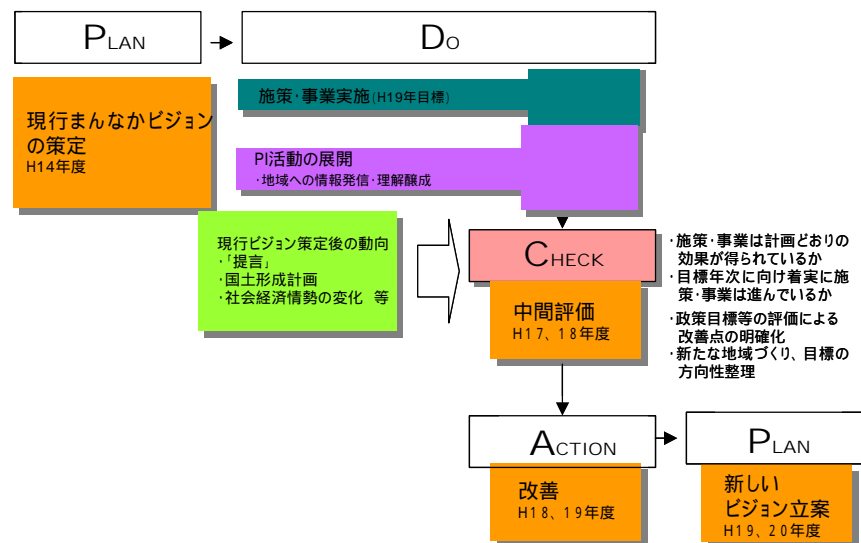 PLAN
DO
現行まんなかビジョン
の策定
H14年度
施策・事業実施(H19年目標)
PI活動の展開
・地域への情報発信・理解醸成
現行ビジョン策定後の動向
・「提言」
・国土形成計画
・社会経済情勢の変化 等
CHECK
中間評価
H17、18年度
・施策・事業は計画どおりの
効果が得られているか
・目標年次に向け着実に施
策・事業は進んでいるか
・政策目標等の評価による
改善点の明確化
・新たな地域づくり、目標の
方向性整理
ACTION
改善
H18、19年度
PLAN
新しい
ビジョン立案
H19、20年度